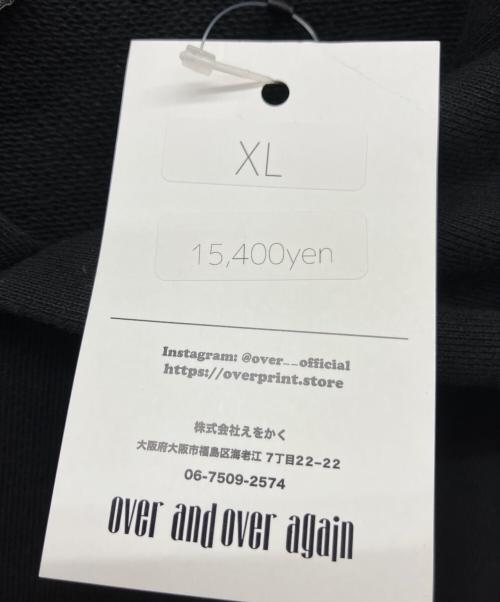 XL
15,400yen
Instagram: @over__official
https://overprint.store
株式会社えをかく
大阪府大阪市福島区海老江 7丁目22-22
06-7509-2574
over and over again